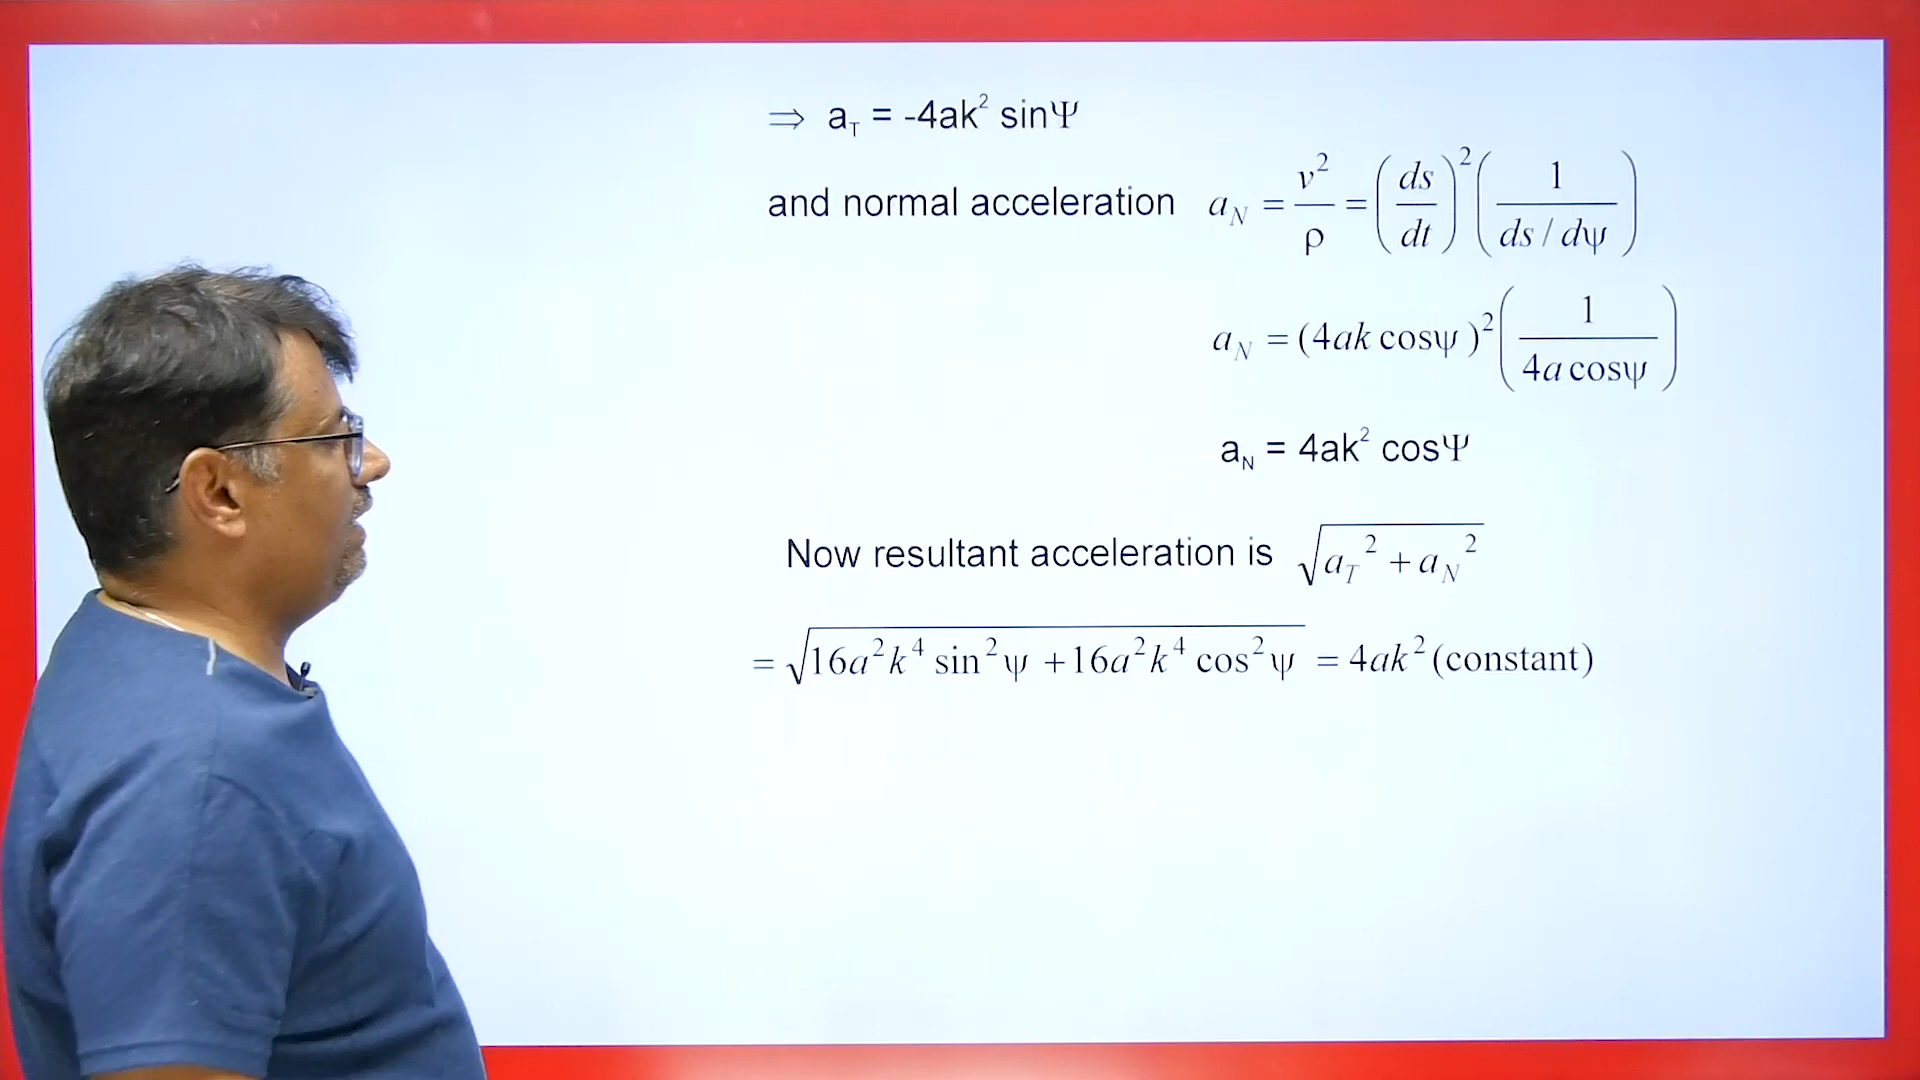 ⇒ a_T = -4ak² sinΨ
and normal acceleration a_N = v²/ρ = (ds/dt)² (1/(ds/dψ))
a_N = (4ak cosψ)² (1/(4a cosψ))
a_N = 4ak² cosΨ
Now resultant acceleration is √(a_T² + a_N²)
= √(16a²k⁴ sin²ψ + 16a²k⁴ cos²ψ) = 4ak² (constant)